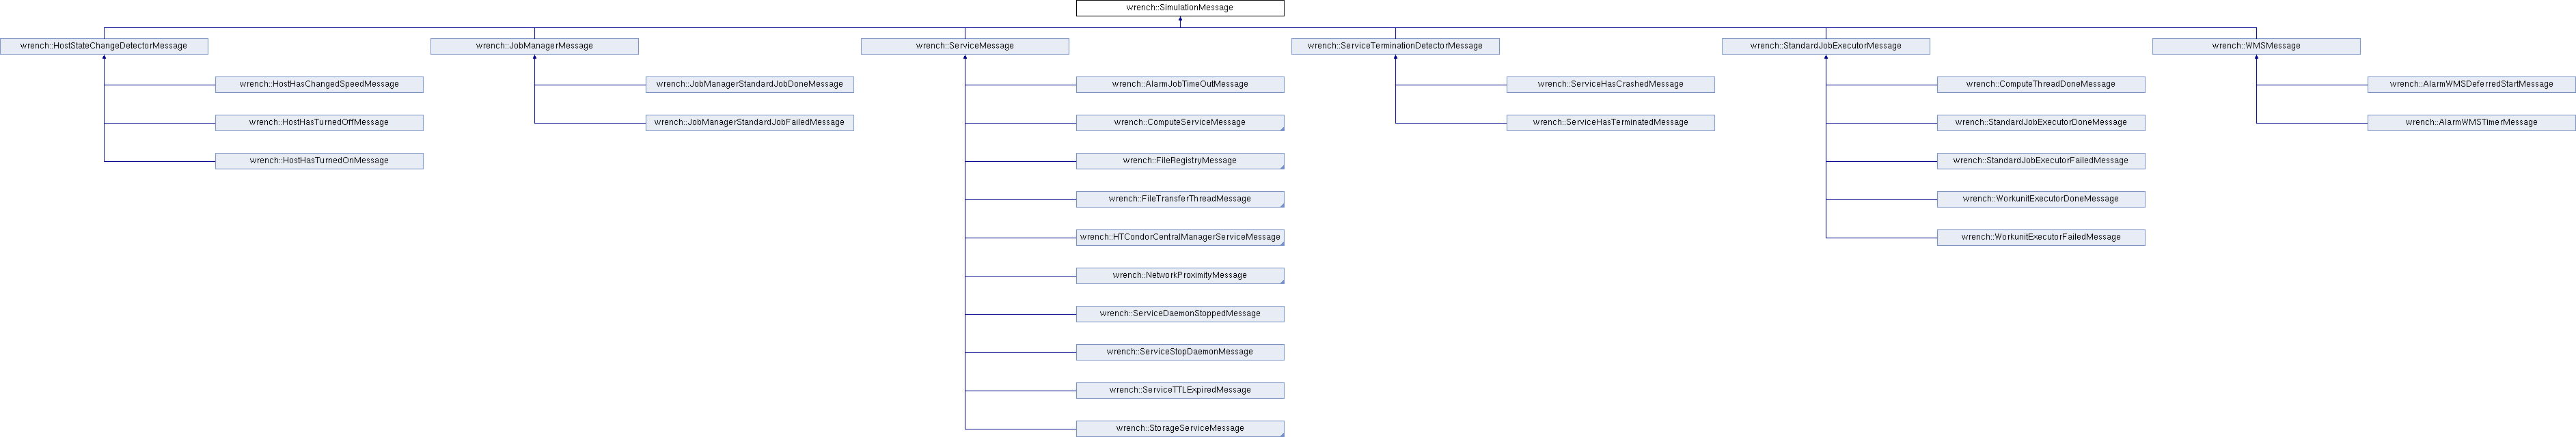 wrench::SimulationMessage
wrench::HostStateChangeDetectorMessage
wrench::JobManagerMessage
wrench::ServiceMessage
wrench::ServiceTerminationDetectorMessage
wrench::StandardJobExecutorMessage
wrench::WMSMessage
wrench::HostHasChangedSpeedMessage
wrench::JobManagerStandardJobDoneMessage
wrench::AlarmJobTimeOutMessage
wrench::ServiceHasCrashedMessage
wrench::ComputeThreadDoneMessage
wrench::AlarmWMSDeferredStartMessage
wrench::HostHasTurnedOffMessage
wrench::JobManagerStandardJobFailedMessage
wrench::ComputeServiceMessage
wrench::ServiceHasTerminatedMessage
wrench::StandardJobExecutorDoneMessage
wrench::AlarmWMSTimerMessage
wrench::HostHasTurnedOnMessage
wrench::FileRegistryMessage
wrench::StandardJobExecutorFailedMessage
wrench::FileTransferThreadMessage
wrench::WorkunitExecutorDoneMessage
wrench::HTCondorCentralManagerServiceMessage
wrench::WorkunitExecutorFailedMessage
wrench::NetworkProximityMessage
wrench::ServiceDaemonStoppedMessage
wrench::ServiceStopDaemonMessage
wrench::ServiceTTLExpiredMessage
wrench::StorageServiceMessage